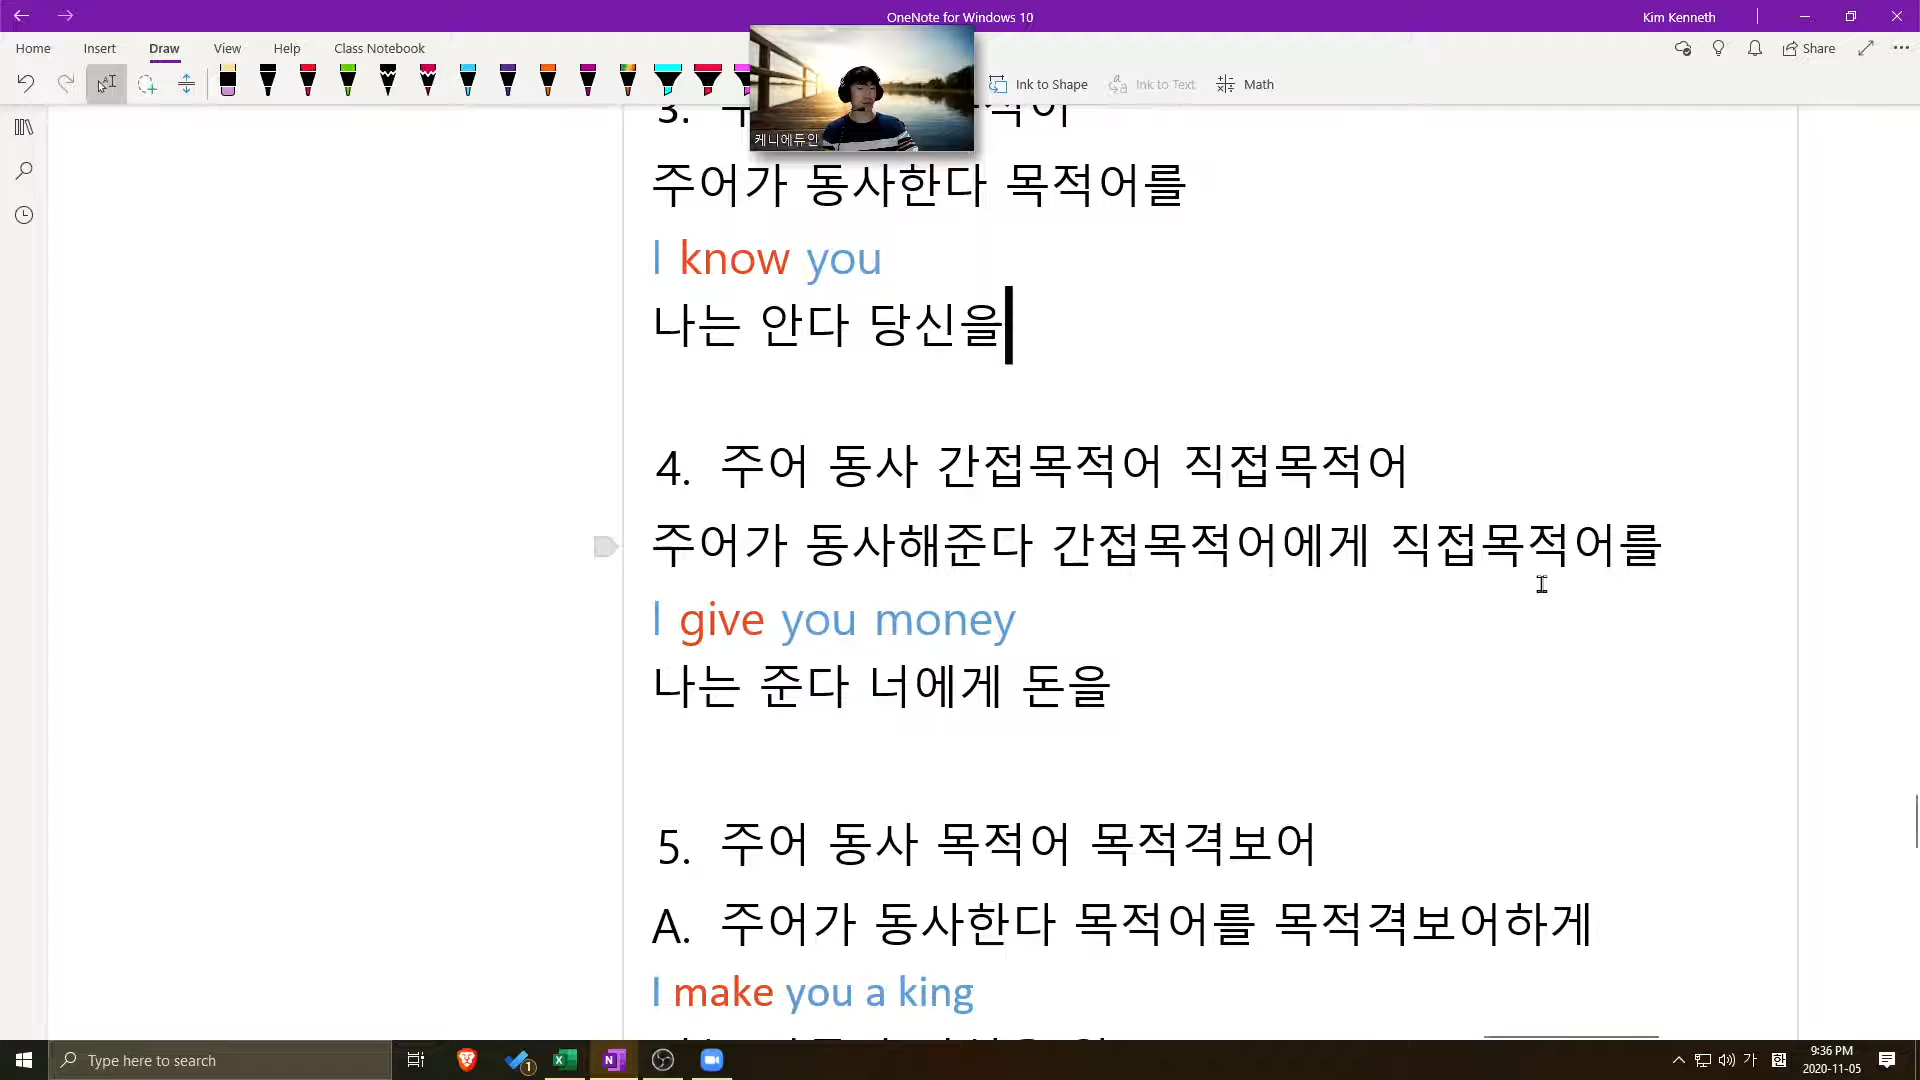 OneNote for Windows 10
Kim Kenneth
Home Insert Draw View Help Class Notebook
Share
Ink to Shape
Ink to Text
Math
케니에듀인
3.
주어가 동사한다 목적어를
I know you
나는 안다 당신을
4. 주어 동사 간접목적어 직접목적어
주어가 동사해준다 간접목적어에게 직접목적어를
I give you money
나는 준다 너에게 돈을
5. 주어 동사 목적어 목적격보어
A. 주어가 동사한다 목적어를 목적격보어하게
I make you a king
Type here to search
1
가
9:36 PM
2020-11-05